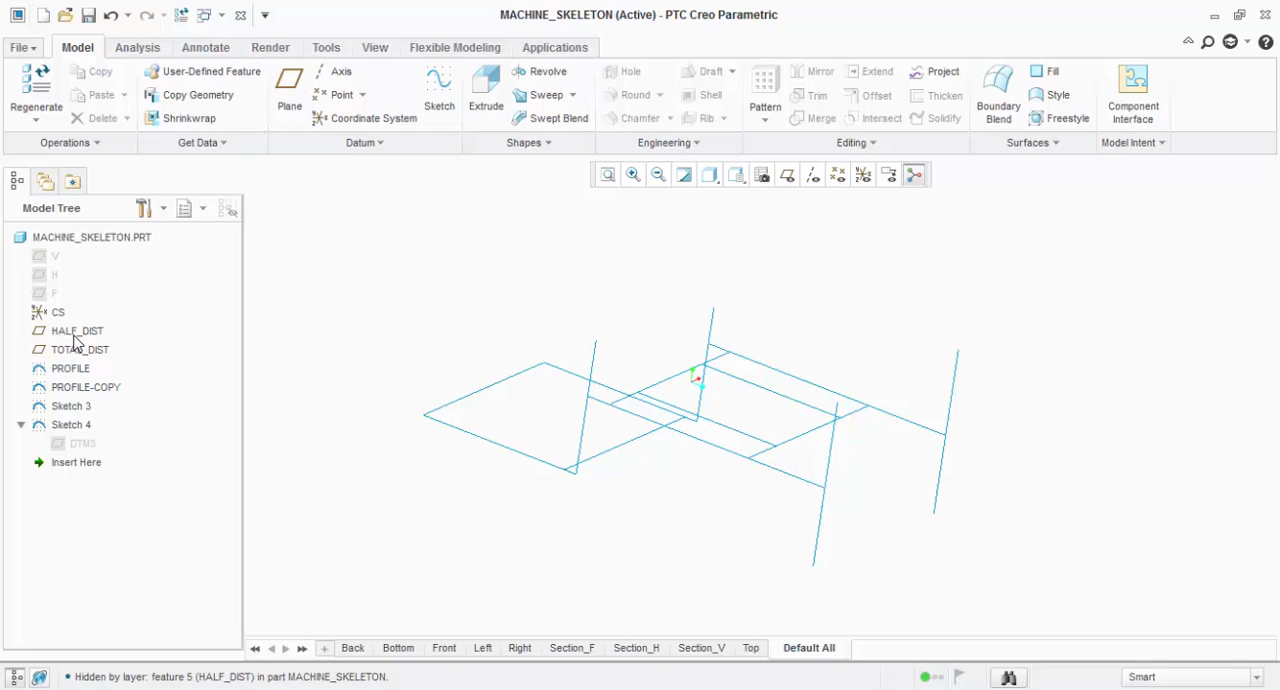 MACHINE_SKELETON (Active) - PTC Creo Parametric
File Model Analysis Annotate Render Tools View Flexible Modeling Applications
Regenerate
Copy
Paste
Delete
Operations
User-Defined Feature
Copy Geometry
Shrinkwrap
Get Data
Plane
Axis
Point
Coordinate System
Sketch
Datum
Extrude
Revolve
Sweep
Swept Blend
Shapes
Hole
Round
Chamfer
Draft
Shell
Rib
Engineering
Pattern
Mirror
Trim
Merge
Extend
Offset
Intersect
Project
Thicken
Solidify
Editing
Boundary
Blend
Fill
Style
Freestyle
Surfaces
Component
Interface
Model Intent
Model Tree
MACHINE_SKELETON.PRT
V
H
F
CS
HALF_DIST
TOTAL_DIST
PROFILE
PROFILE-COPY
Sketch 3
Sketch 4
DTM3
Insert Here
Back Bottom Front Left Right Section_F Section_H Section_V Top Default All
• Hidden by layer: feature 5 (HALF_DIST) in part MACHINE_SKELETON.
Smart